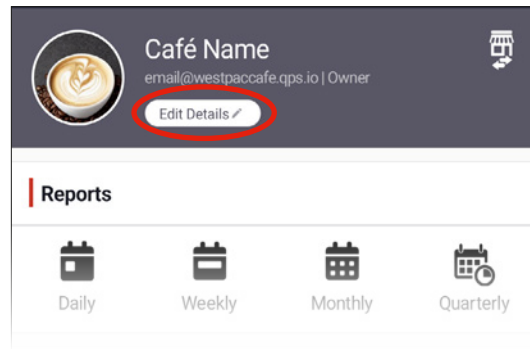 Café Name
email@westpaccafe.qps.io | Owner
Edit Details
Reports
Daily Weekly Monthly Quarterly